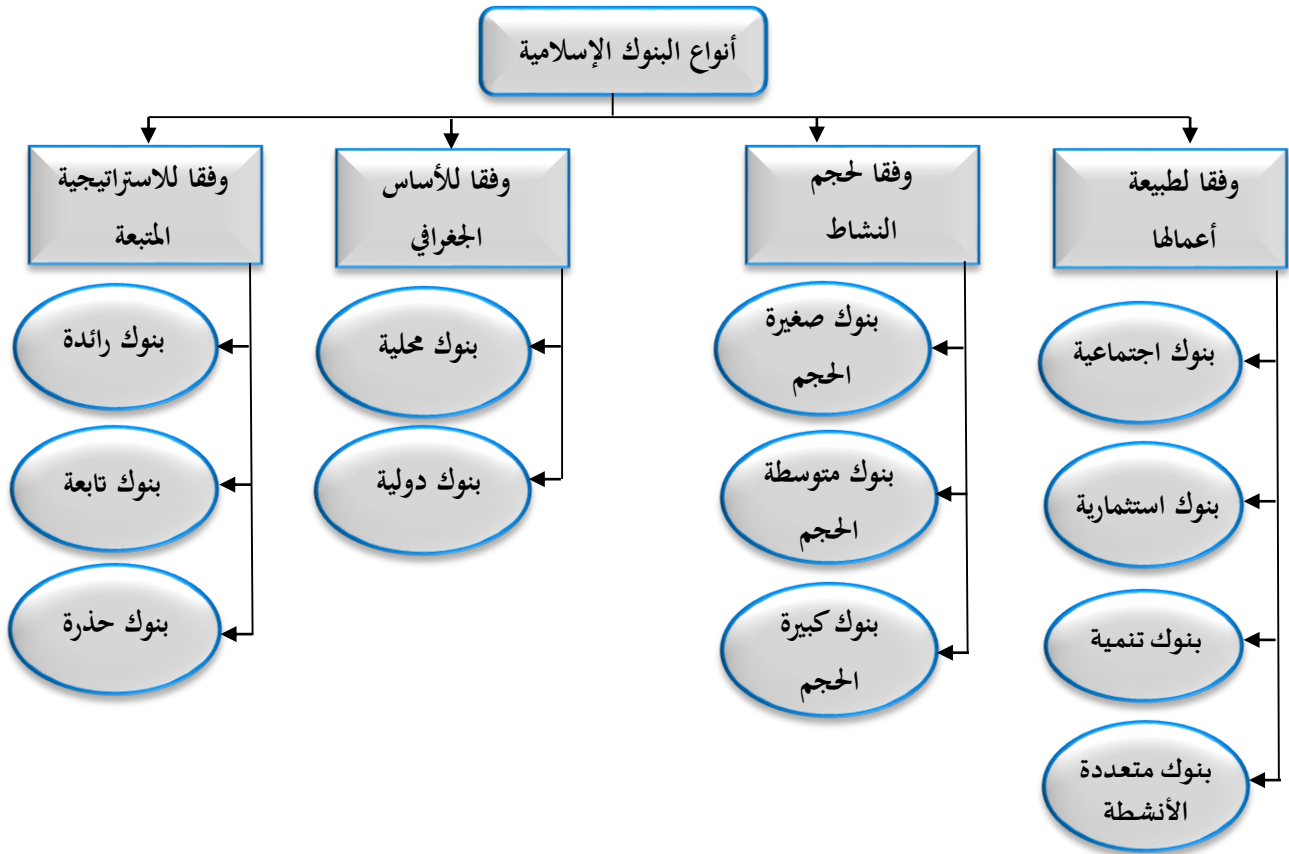 أنواع البنوك الإسلامية
وفقا لطبيعة
أعمالها
بنوك اجتماعية
بنوك استثمارية
بنوك تنمية
بنوك متعددة
الأنشطة
وفقا لحجم
النشاط
بنوك صغيرة
الحجم
بنوك متوسطة
الحجم
بنوك كبيرة
الحجم
وفقا للأساس
الجغرافي
بنوك محلية
بنوك دولية
وفقا للاستراتيجية
المتبعة
بنوك رائدة
بنوك تابعة
بنوك حذرة